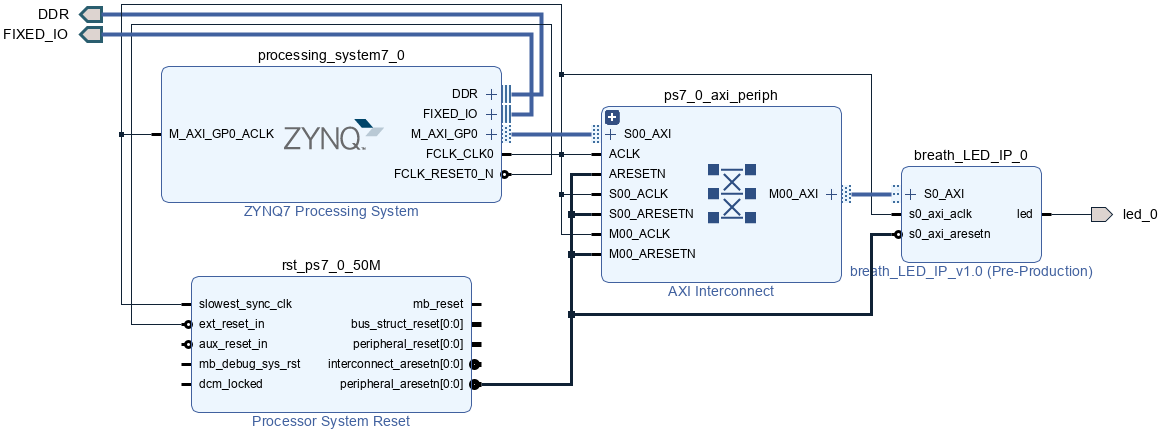 DDR
FIXED_IO
processing_system7_0
DDR
FIXED_IO
M_AXI_GP0_ACLK
ZYNQ
M_AXI_GP0
FCLK_CLK0
FCLK_RESET0_N
ZYNQ7 Processing System
ps7_0_axi_periph
S00_AXI
ACLK
ARESETN
S00_ACLK
M00_AXI
S00_ARESETN
M00_ACLK
M00_ARESETN
AXI Interconnect
breath_LED_IP_0
S0_AXI
s0_axi_aclk
led
s0_axi_aresetn
led_0
breath_LED_IP_v1.0 (Pre-Production)
rst_ps7_0_50M
slowest_sync_clk
mb_reset
ext_reset_in
bus_struct_reset[0:0]
aux_reset_in
peripheral_reset[0:0]
mb_debug_sys_rst
interconnect_aresetn[0:0]
dcm_locked
peripheral_aresetn[0:0]
Processor System Reset